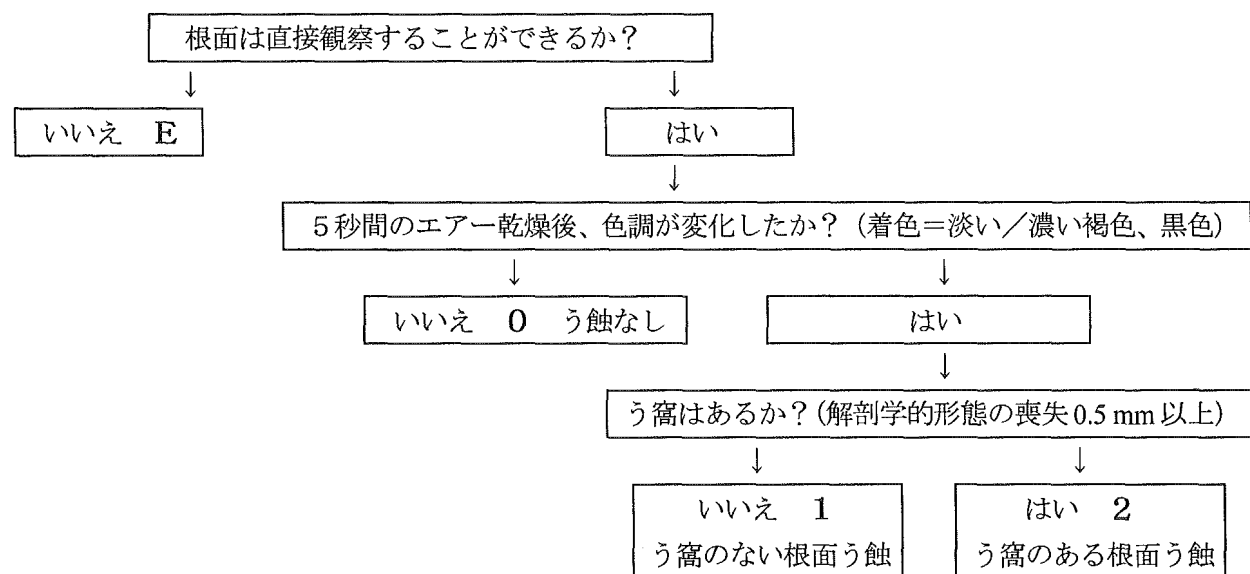 根面は直接観察することができるか？
↓ ↓
いいえ E はい
↓
5秒間のエアー乾燥後、色調が変化したか？（着色＝淡い／濃い褐色、黒色）
↓ ↓
いいえ 0 う蝕なし はい
↓
う窩はあるか？（解剖学的形態の喪失0.5 mm以上）
↓ ↓
いいえ 1 はい 2
う窩のない根面う蝕 う窩のある根面う蝕